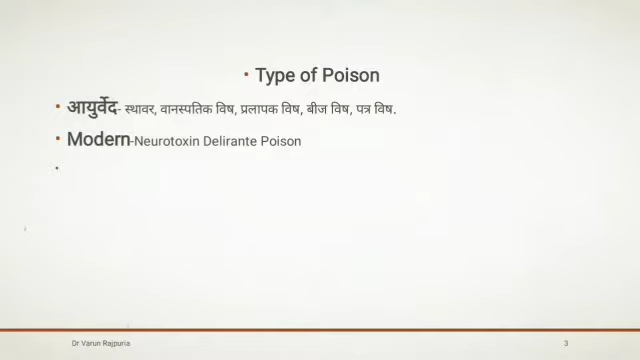 • Type of Poison
• आयुर्वेद- स्थावर, वानस्पतिक विष, प्रलापक विष, बीज विष, पत्र विष.
• Modern-Neurotoxin Delirante Poison
•
Dr Varun Rajpuria
3